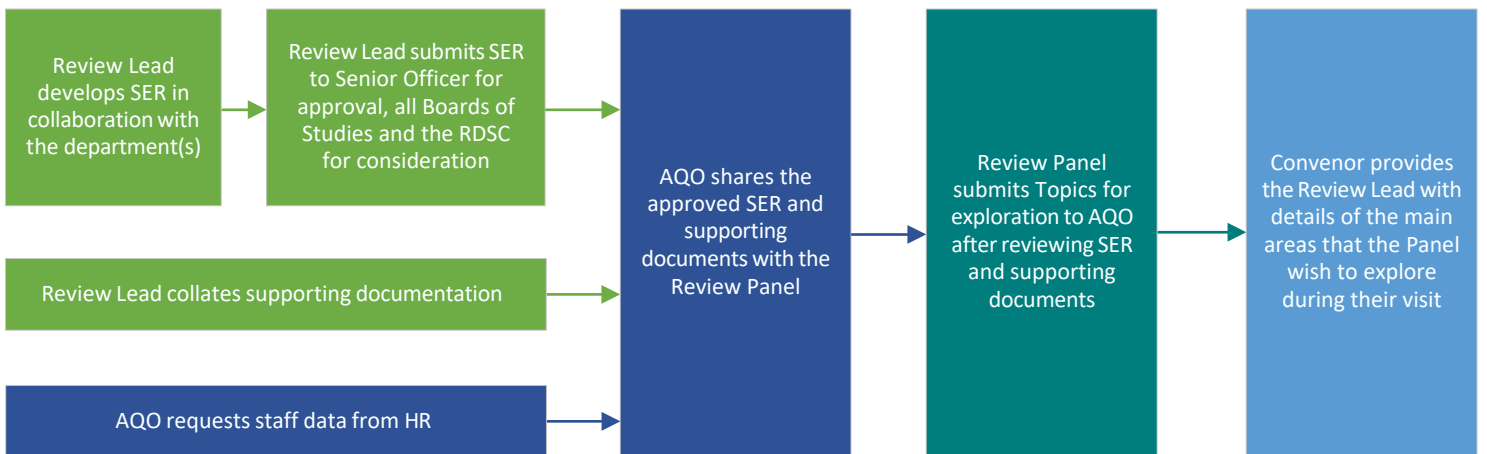 Review Lead
develops SER in
collaboration with
the department(s)
Review Lead submits SER
to Senior Officer for
approval, all Boards of
Studies and the RDSC
for consideration
Review Lead collates supporting documentation
AQO requests staff data from HR
AQO shares the
approved SER and
supporting
documents with the
Review Panel
Review Panel
submits Topics for
exploration to AQO
after reviewing SER
and supporting
documents
Convenor provides
the Review Lead with
details of the main
areas that the Panel
wish to explore
during their visit